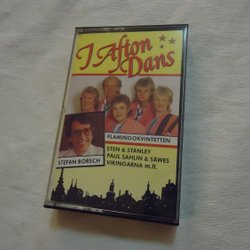 I Afton
Dans
FLAMINGOKVINTETTEN
STEN & STANLEY
PAUL SAHLIN & SÄWES
VIKINGARNA m.fl.
STEFAN BORSCH